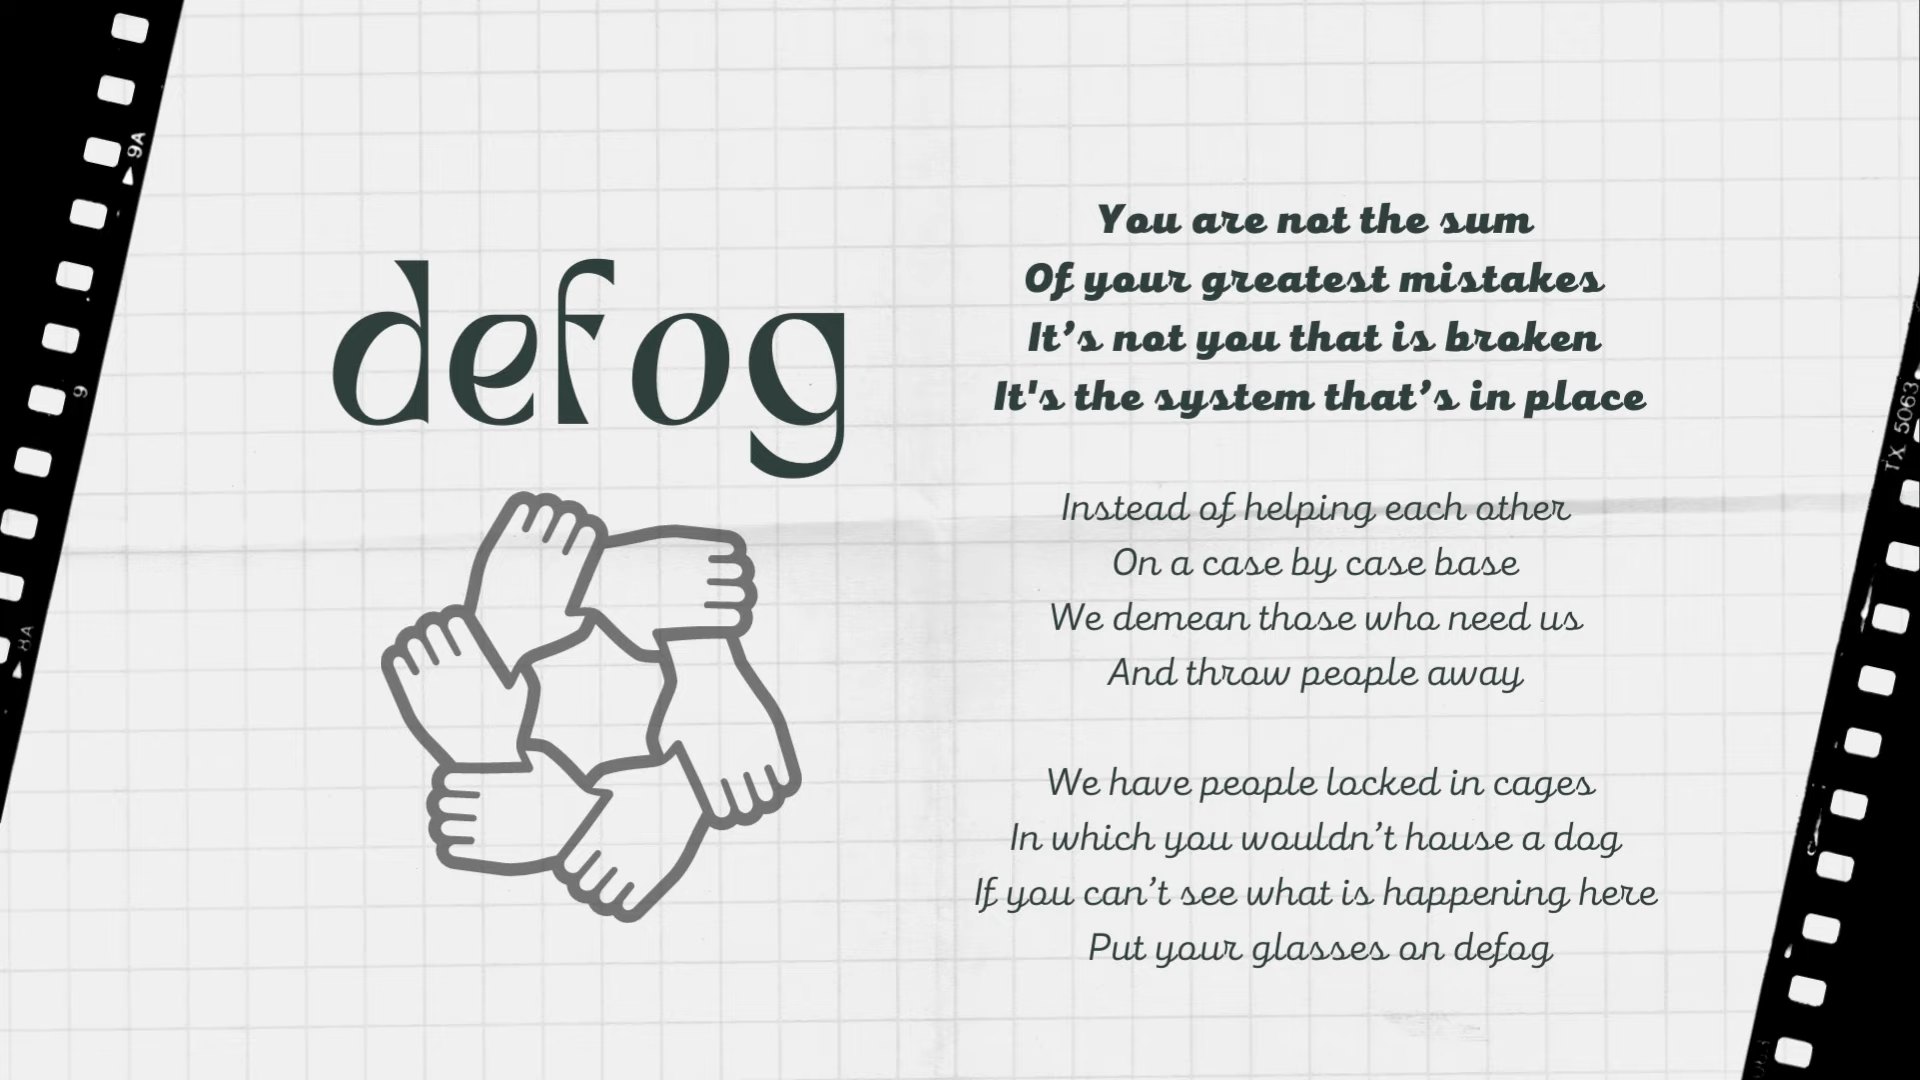 9A
9
8A
defog
You are not the sum
Of your greatest mistakes
It’s not you that is broken
It's the system that’s in place
Instead of helping each other
On a case by case base
We demean those who need us
And throw people away
We have people locked in cages
In which you wouldn’t house a dog
If you can’t see what is happening here
Put your glasses on defog
TX 5063